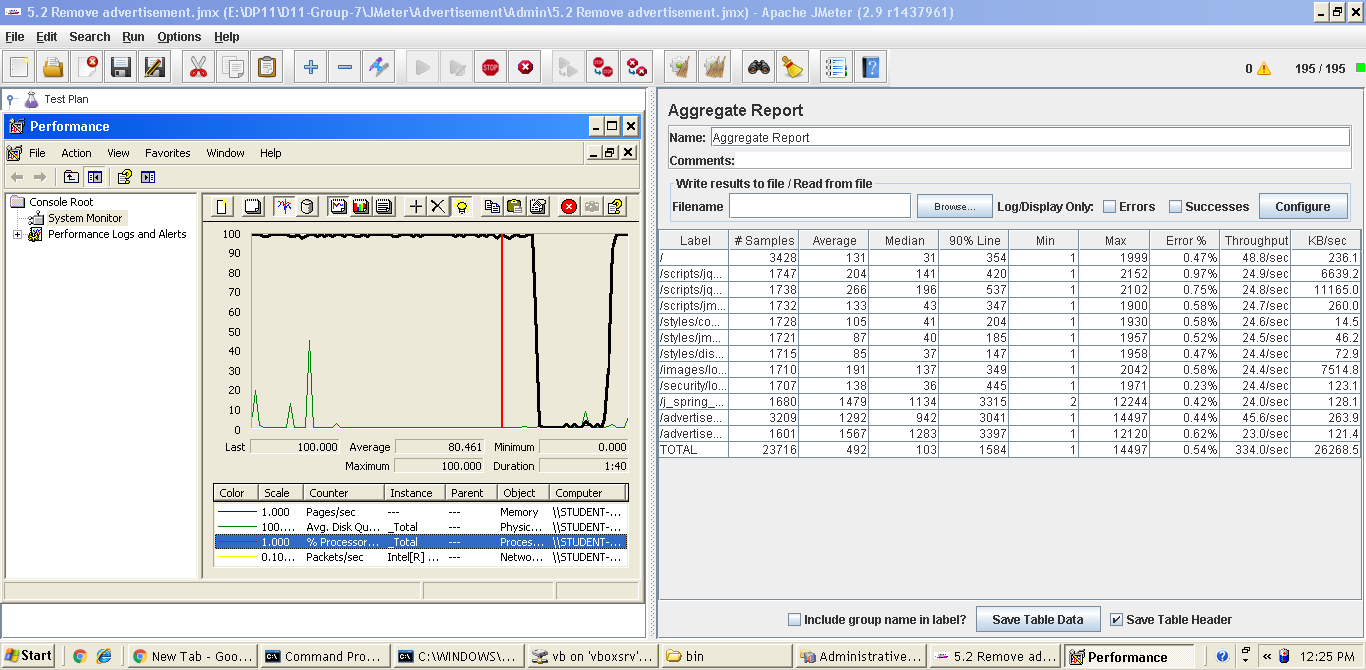 5.2 Remove advertisement.jmx (E:\DP11\D11-Group-7\JMeter\Advertisement\Admin\5.2 Remove advertisement.jmx) - Apache JMeter (2.9 r1437961)
File Edit Search Run Options Help
STOP STOP 0 195 / 195
Test Plan
Performance
File Action View Favorites Window Help
Console Root
System Monitor
Performance Logs and Alerts
100
90
80
70
60
50
40
30
20
10
0
Last 100.000 Average 80.461 Minimum 0.000
Maximum 100.000 Duration 1:40
Color Scale Counter Instance Parent Object Computer
1.000 Pages/sec --- --- Memory \\STUDENT-...
100.... Avg. Disk Qu... _Total --- Physic... \\STUDENT-...
1.000 % Processor... _Total --- Proces... \\STUDENT-...
0.10... Packets/sec Intel[R] ... --- Netwo... \\STUDENT-...
Aggregate Report
Name: Aggregate Report
Comments:
Write results to file / Read from file
Filename Browse... Log/Display Only: Errors Successes Configure
Label # Samples Average Median 90% Line Min Max Error % Throughput KB/sec
/ 3428 131 31 354 1 1999 0.47% 48.8/sec 236.1
/scripts/jq... 1747 204 141 420 1 2152 0.97% 24.9/sec 6639.2
/scripts/jq... 1738 266 196 537 1 2102 0.75% 24.8/sec 11165.0
/scripts/jm... 1732 133 43 347 1 1900 0.58% 24.7/sec 260.0
/styles/co... 1728 105 41 204 1 1930 0.58% 24.6/sec 14.5
/styles/jm... 1721 87 40 185 1 1957 0.52% 24.5/sec 46.2
/styles/dis... 1715 85 37 147 1 1958 0.47% 24.4/sec 72.9
/images/lo... 1710 191 137 349 1 2042 0.58% 24.4/sec 7514.8
/security/lo... 1707 138 36 445 1 1971 0.23% 24.4/sec 123.1
/j_spring_... 1680 1479 1134 3315 2 12244 0.42% 24.0/sec 128.1
/advertise... 3209 1292 942 3041 1 14497 0.44% 45.6/sec 263.9
/advertise... 1601 1567 1283 3397 1 12120 0.62% 23.0/sec 121.4
TOTAL 23716 492 103 1584 1 14497 0.54% 334.0/sec 26268.5
Include group name in label? Save Table Data Save Table Header
Start New Tab - Goo... Command Pro... C:\WINDOWS\... vb on 'vboxsrv'... bin Administrative... 5.2 Remove ad... Performance 12:25 PM